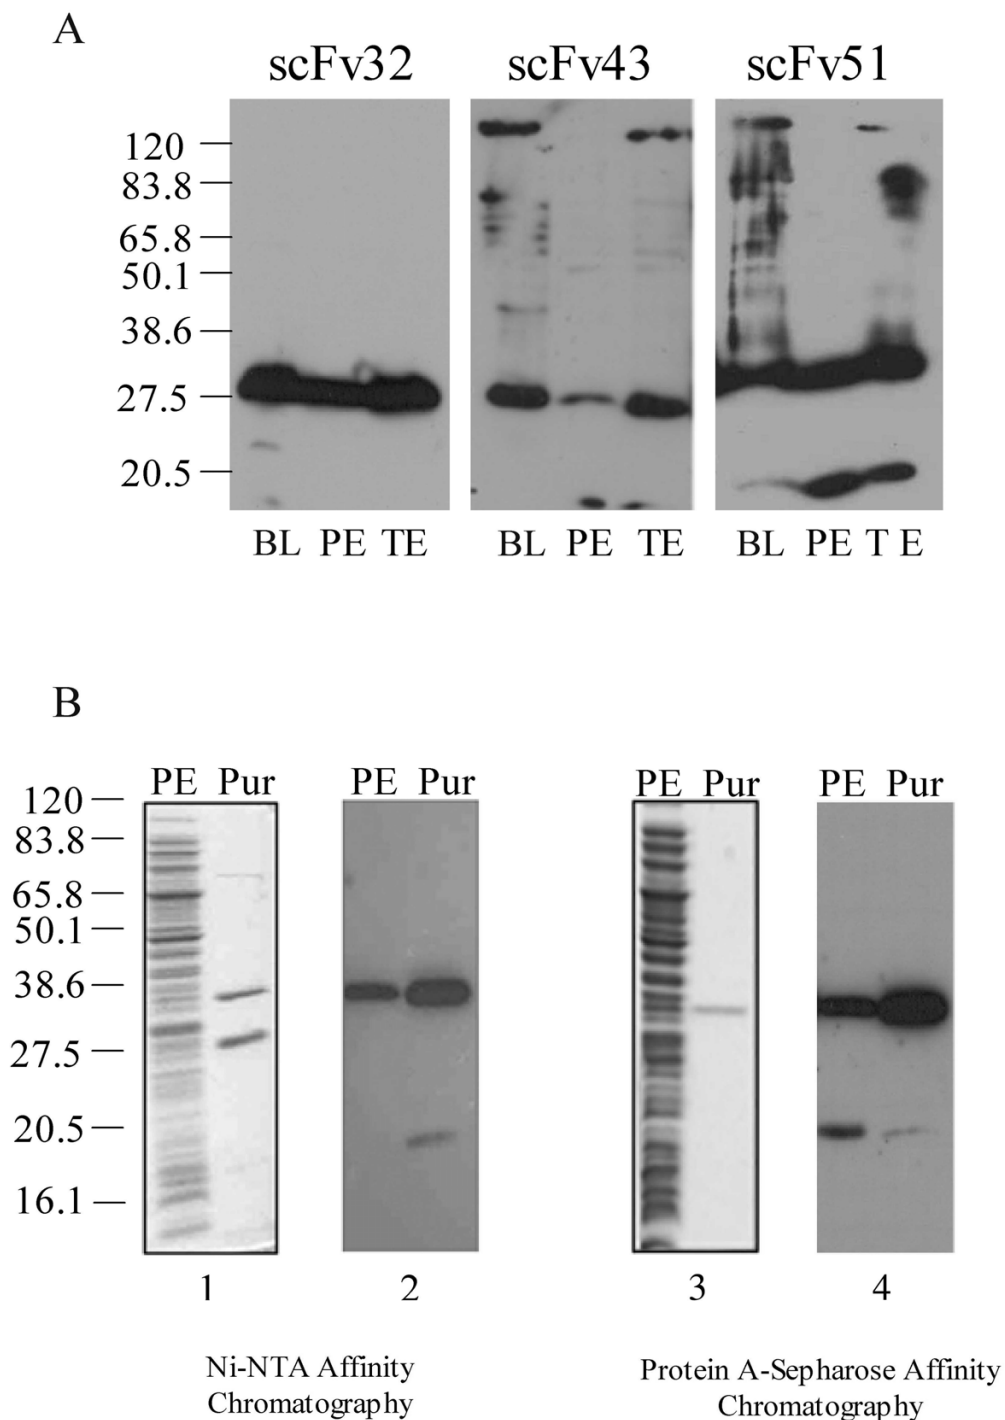 A
scFv32 scFv43 scFv51
120
83.8
65.8
50.1
38.6
27.5
20.5
BL PE TE BL PE TE BL PE T E
B
PE Pur PE Pur PE Pur PE Pur
120
83.8
65.8
50.1
38.6
27.5
20.5
16.1
1 2 3 4
Ni-NTA Affinity
Chromatography
Protein A-Sepharose Affinity
Chromatography